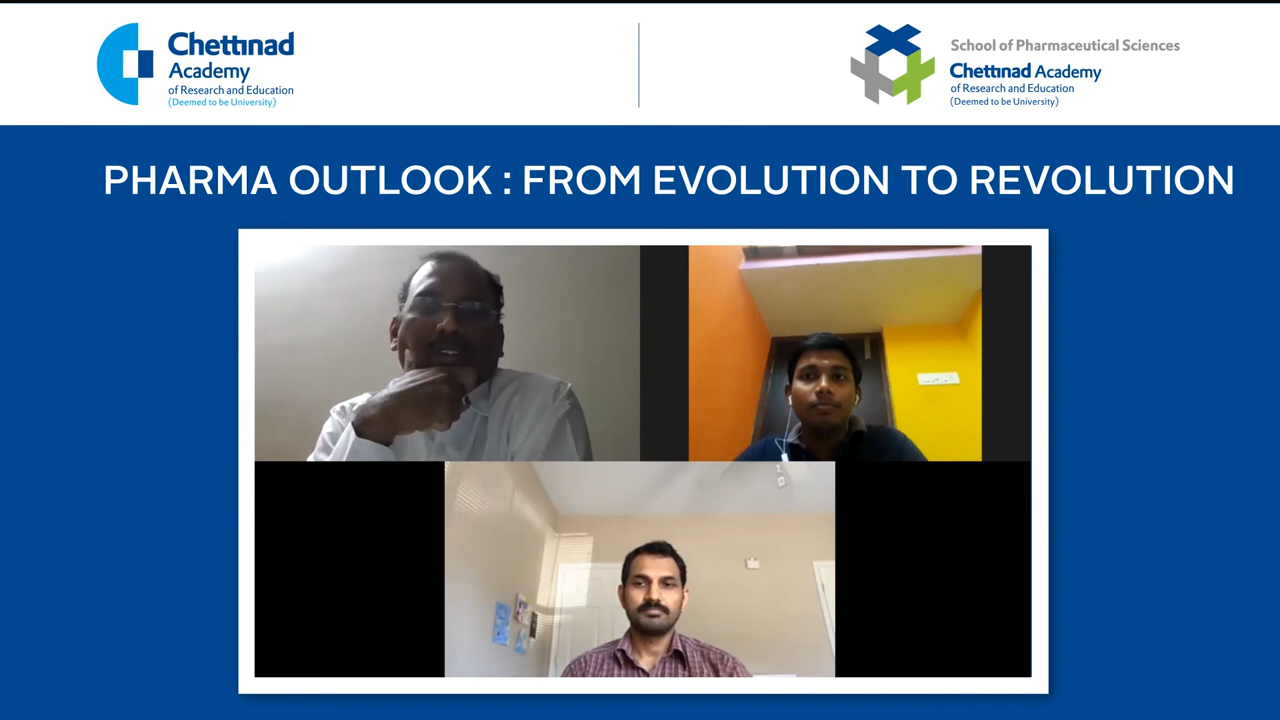 Chettinad
Academy
of Research and Education
(Deemed to be University)
School of Pharmaceutical Sciences
Chettinad Academy
of Research and Education
(Deemed to be University)
PHARMA OUTLOOK : FROM EVOLUTION TO REVOLUTION